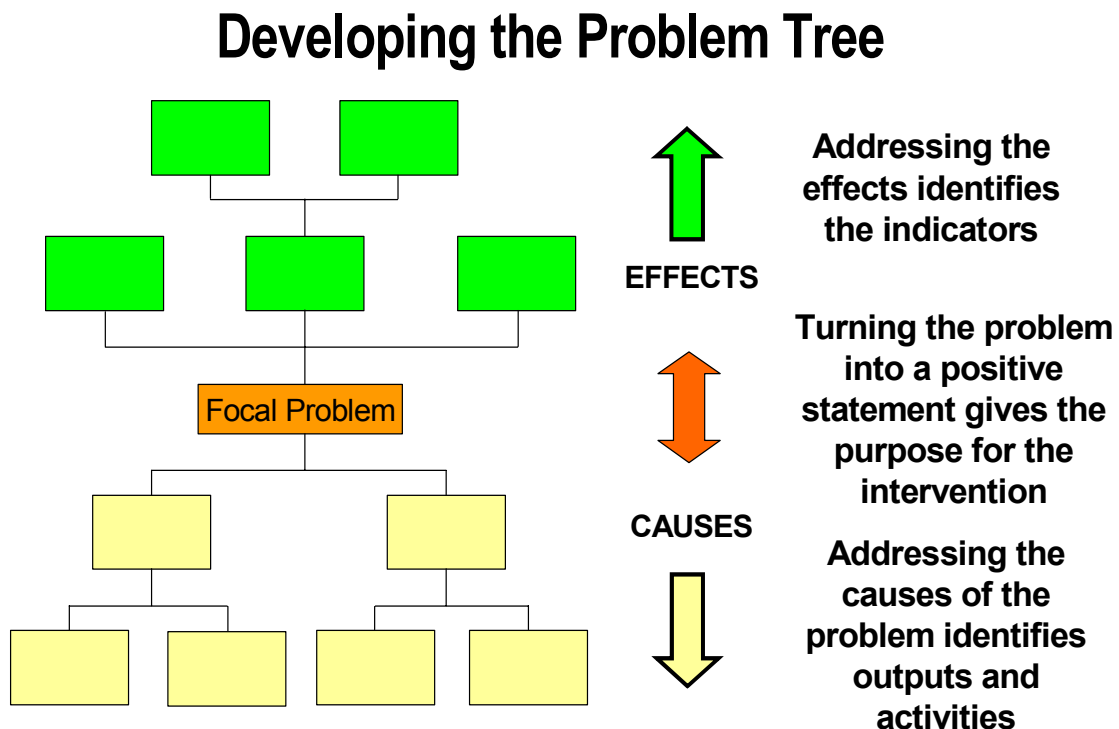 Developing the Problem Tree
Addressing the
effects identifies
the indicators
EFFECTS
Turning the problem
into a positive
statement gives the
purpose for the
intervention
Focal Problem
CAUSES
Addressing the
causes of the
problem identifies
outputs and
activities